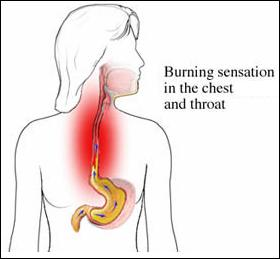 Burning sensation
in the chest
and throat